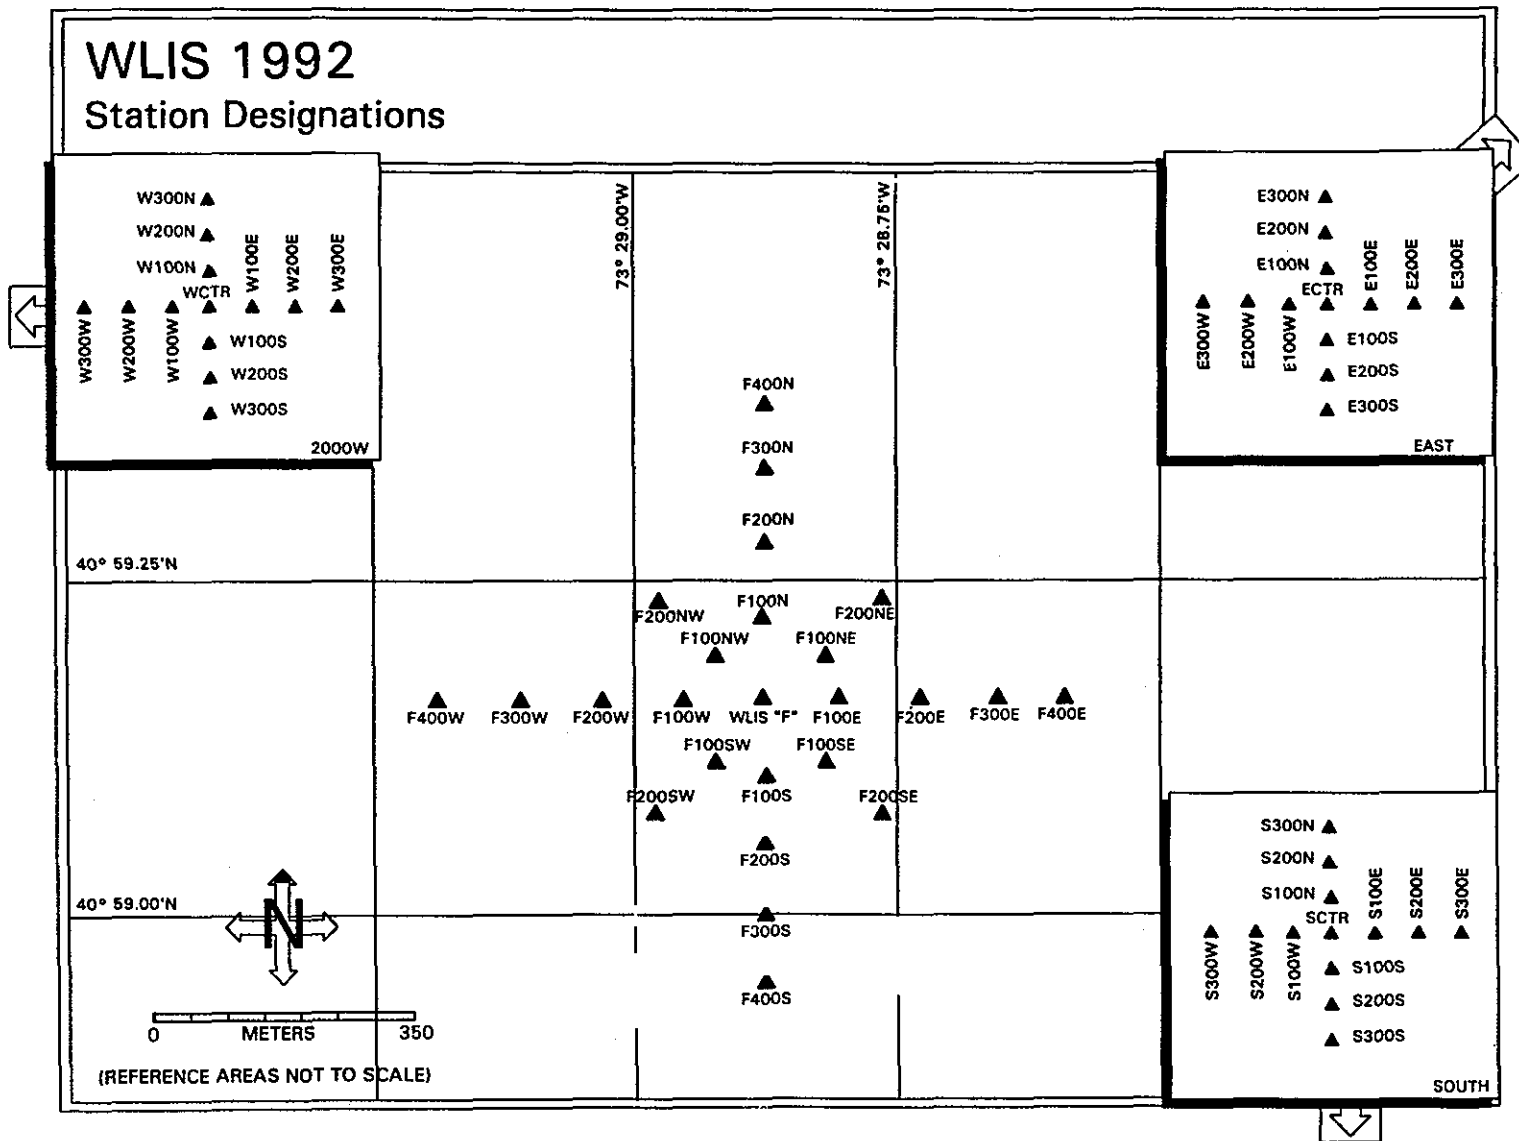 WLIS 1992
Station Designations
W300N
W200N
W100N
WCTR
W100E
W200E
W300E
W300W
W200W
W100W
W100S
W200S
W300S
2000W
73° 29.00'W
73° 28.75'W
E300N
E200N
E100N
ECTR
E100E
E200E
E300E
E300W
E200W
E100W
E100S
E200S
E300S
EAST
F400N
F300N
F200N
40° 59.25'N
F200NW
F100N
F200NE
F100NW
F100NE
F400W
F300W
F200W
F100W
WLIS "F"
F100E
F200E
F300E
F400E
F100SW
F100SE
F200SW
F100S
F200SE
F200S
40° 59.00'N
F300S
F400S
N
0
METERS
350
(REFERENCE AREAS NOT TO SCALE)
S300N
S200N
S100N
SCTR
S100E
S200E
S300E
S300W
S200W
S100W
S100S
S200S
S300S
SOUTH